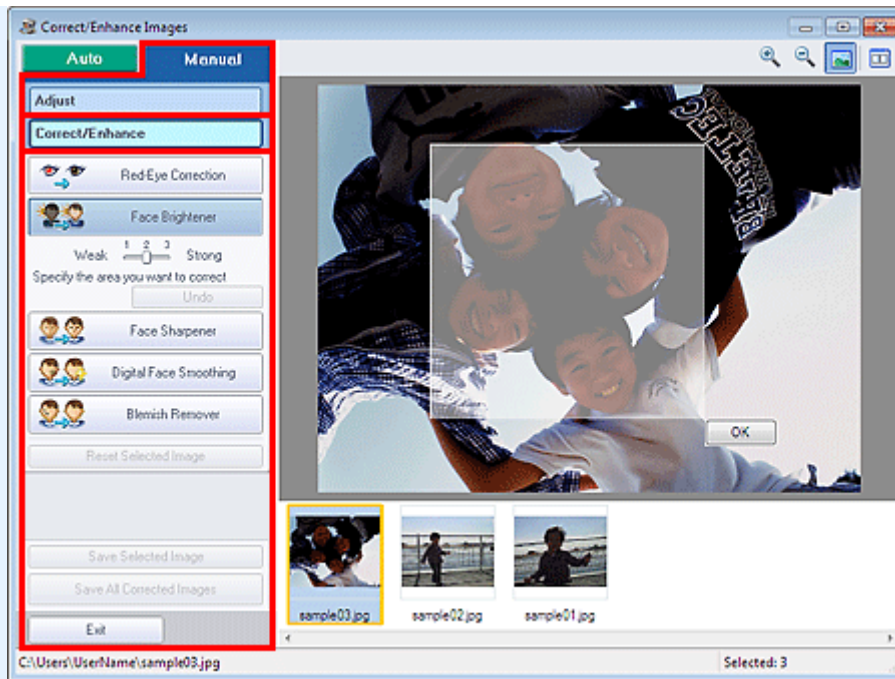 Correct/Enhance Images
Auto
Manual
Adjust
Correct/Enhance
Red-Eye Correction
Face Brightener
1 2 3
Weak
Strong
Specify the area you want to correct
Undo
Face Sharpener
Digital Face Smoothing
Blemish Remover
Reset Selected Image
Save Selected Image
Save All Corrected Images
Exit
OK
sample03.jpg
sample02.jpg
sample01.jpg
C:\Users\UserName\sample03.jpg
Selected: 3